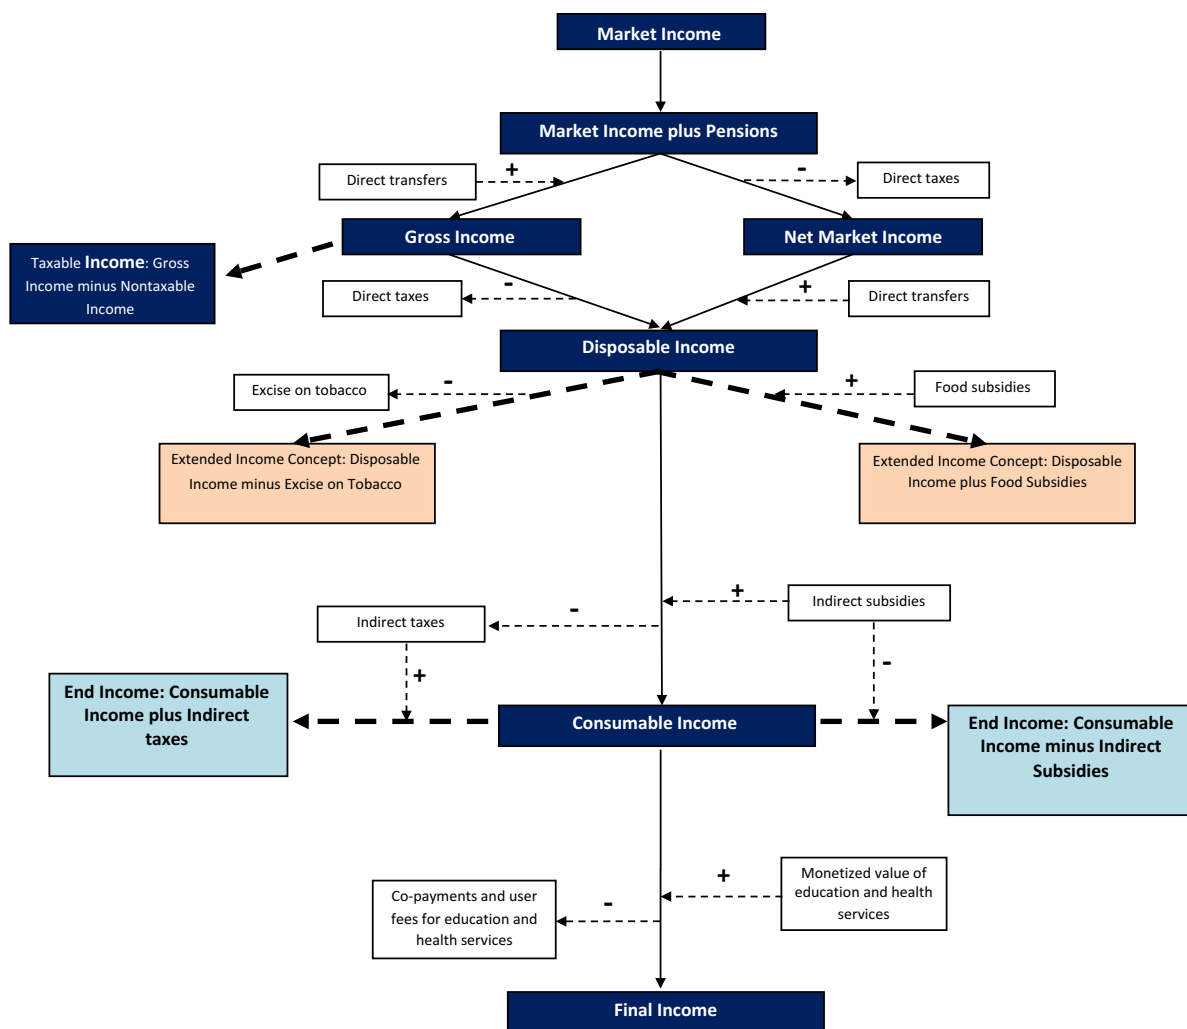 Market Income
Market Income plus Pensions
+
-
Direct transfers
Direct taxes
Gross Income
Net Market Income
Taxable Income: Gross
Income minus Nontaxable
Income
Direct taxes
-
+
Direct transfers
Disposable Income
Excise on tobacco
-
+
Food subsidies
Extended Income Concept: Disposable
Income minus Excise on Tobacco
Extended Income Concept: Disposable
Income plus Food Subsidies
+
Indirect subsidies
Indirect taxes
-
+
-
End Income: Consumable
Income plus Indirect
taxes
Consumable Income
End Income: Consumable
Income minus Indirect
Subsidies
Co-payments and user
fees for education and
health services
-
+
Monetized value of
education and health
services
Final Income